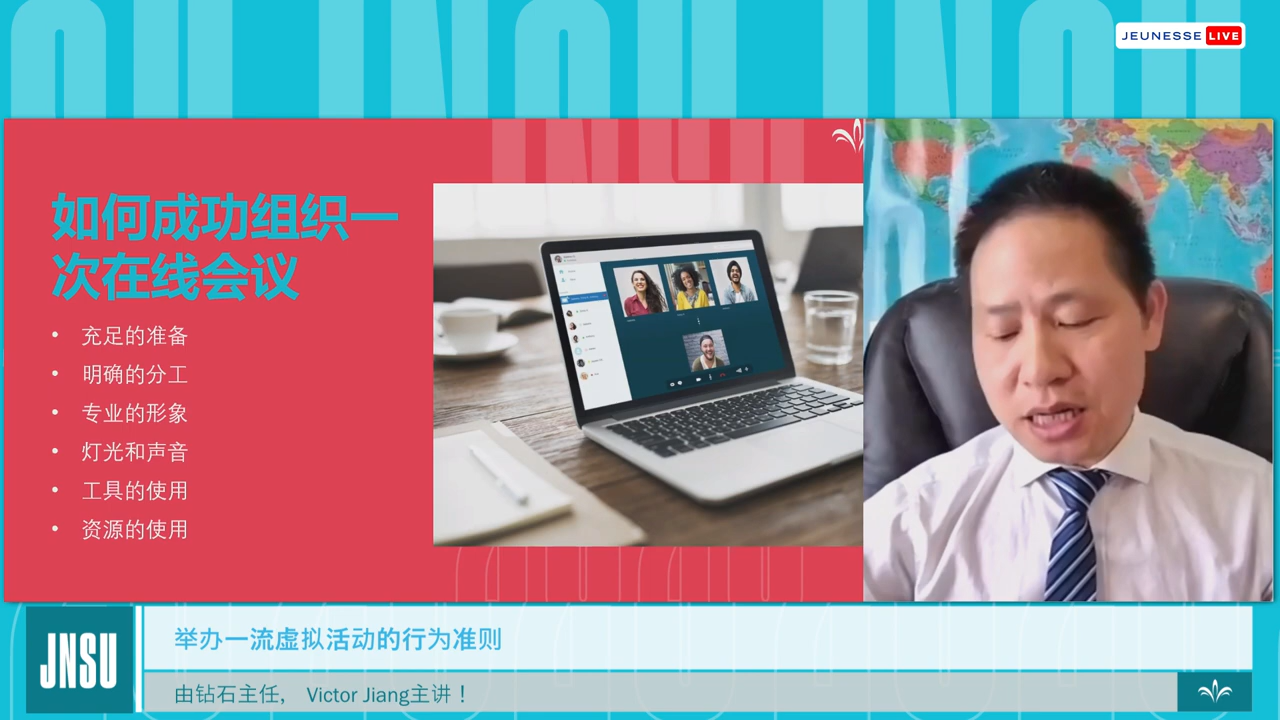 JEUNESSE LIVE
如何成功组织一
次在线会议
• 充足的准备
• 明确的分工
• 专业的形象
• 灯光和声音
• 工具的使用
• 资源的使用
JNSU
举办一流虚拟活动的行为准则
由钻石主任, Victor Jiang主讲！